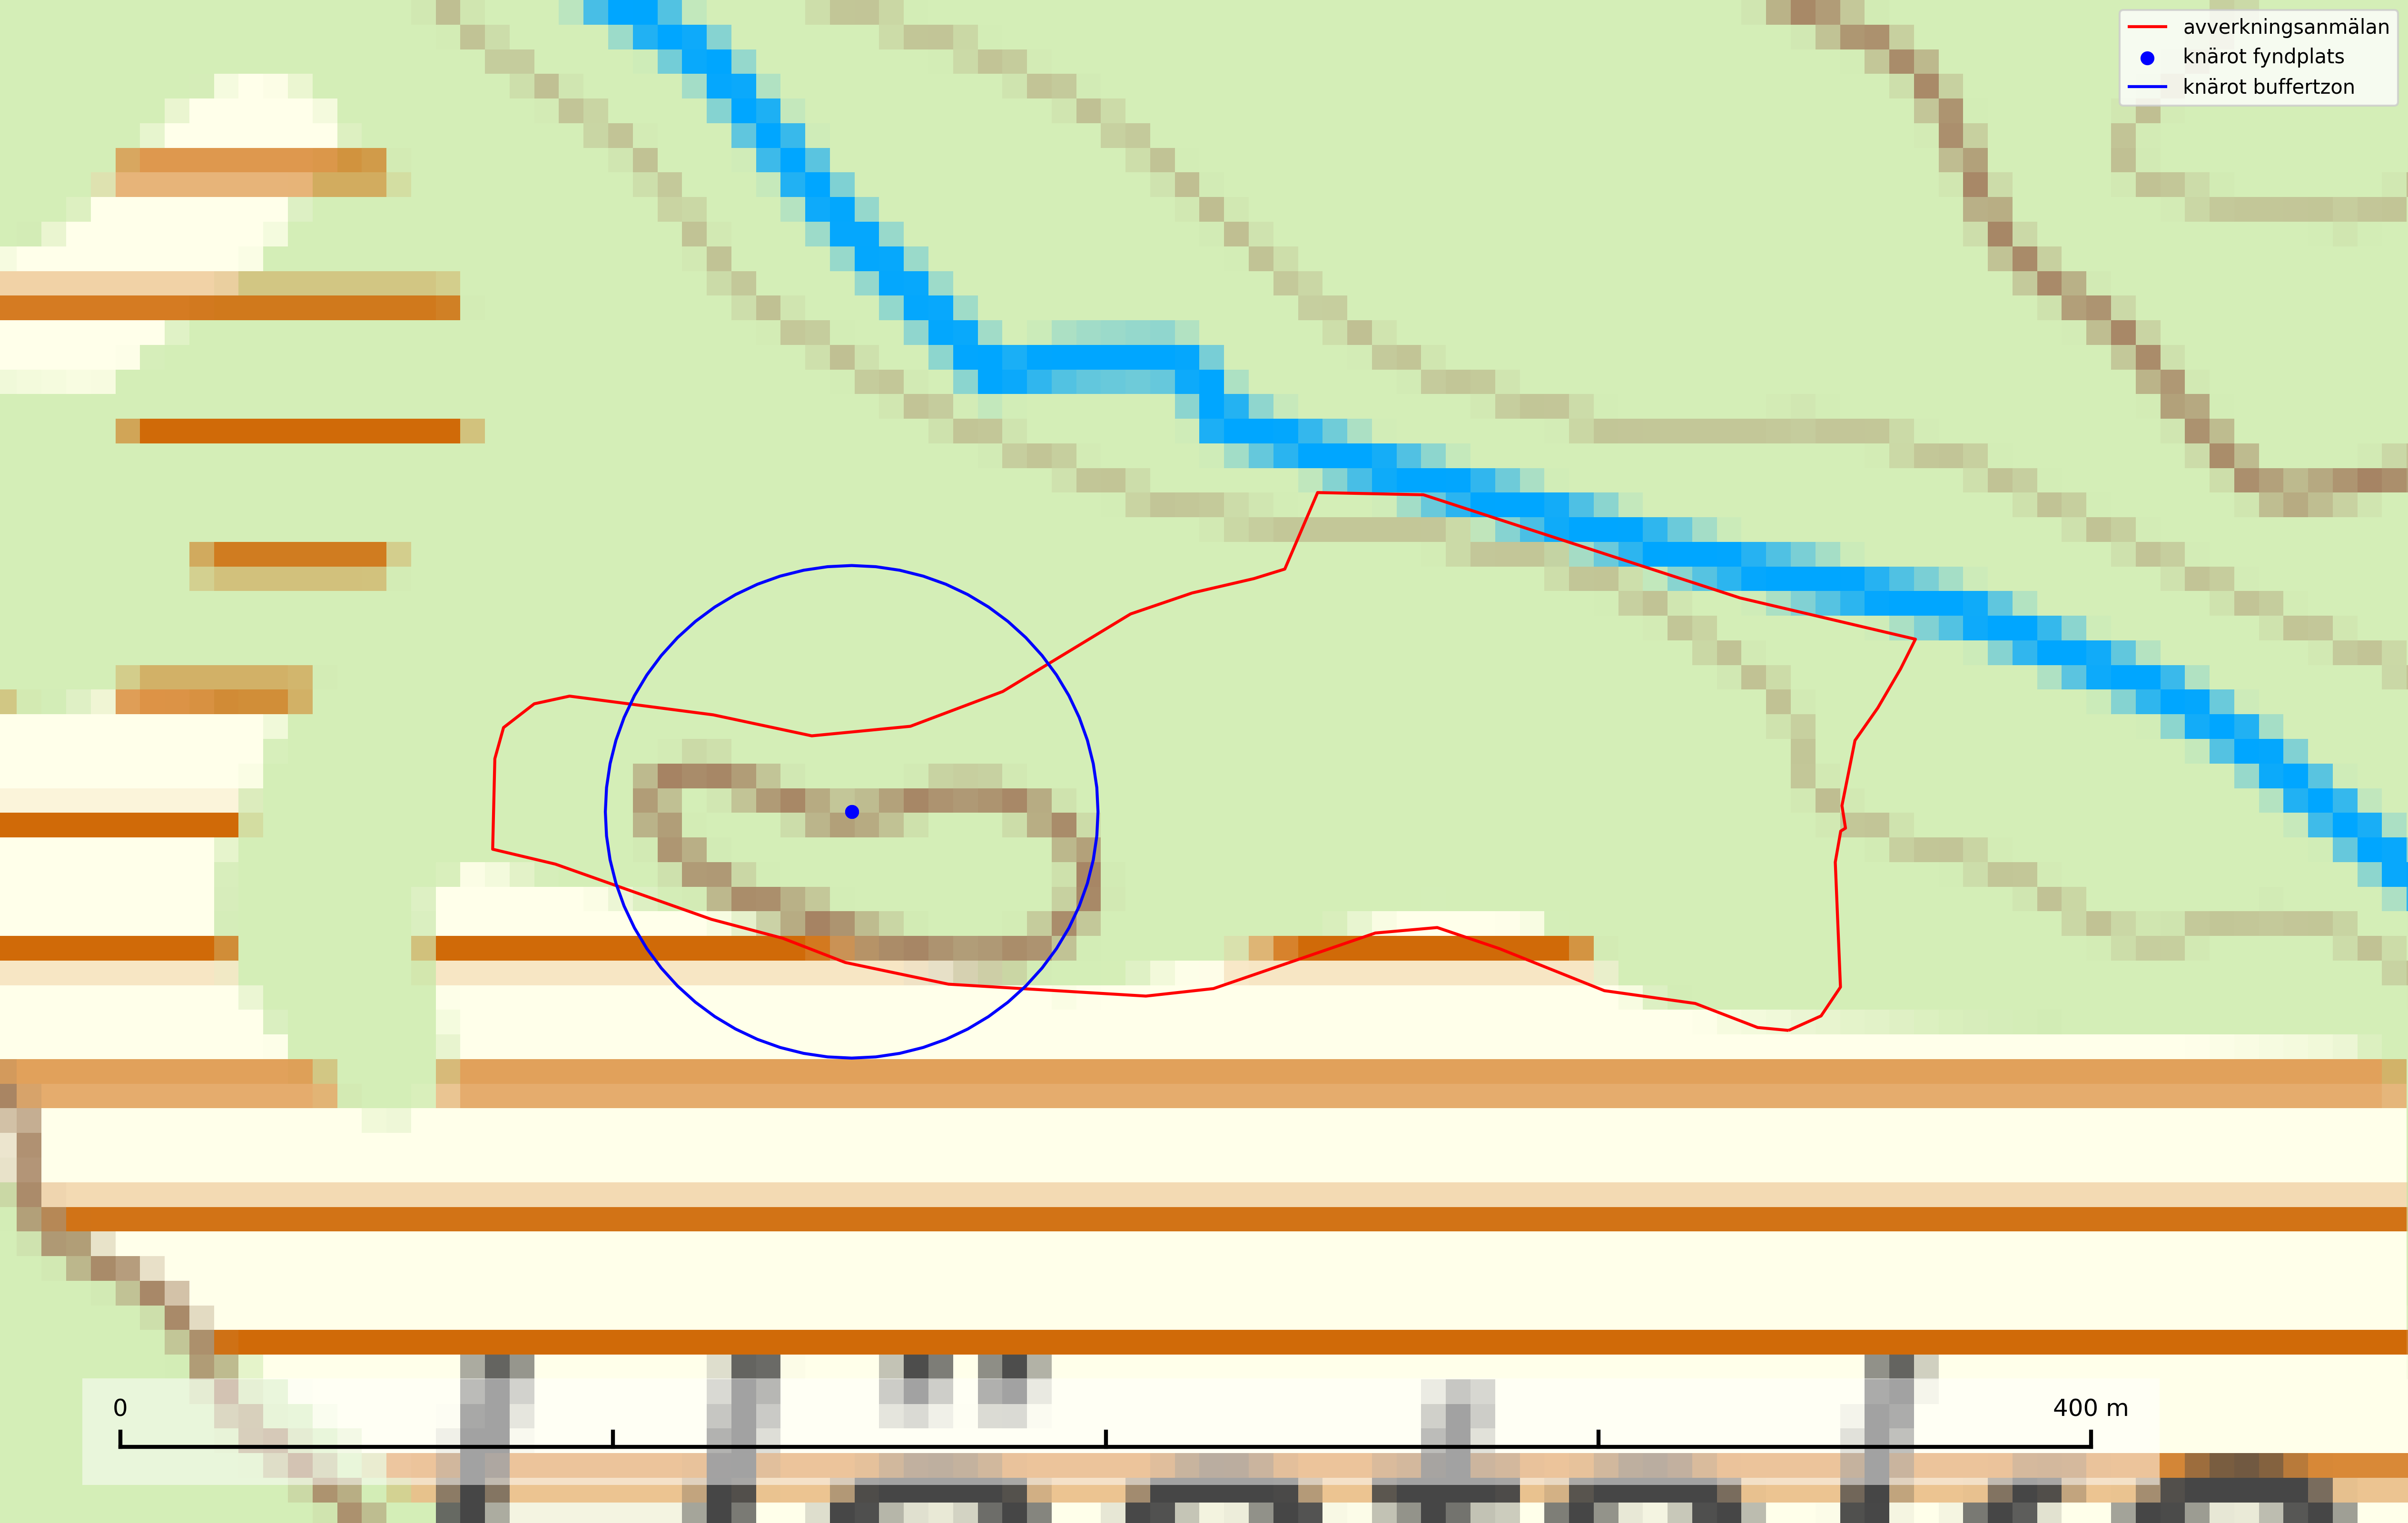 avverkningsanmälan
knärot fyndplats
knärot buffertzon
0
400 m